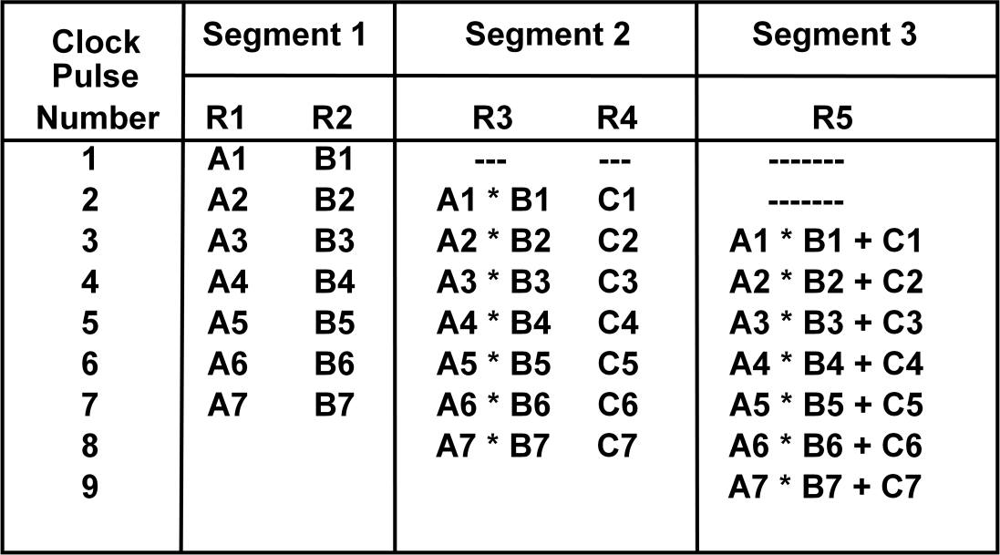 Clock Pulse Number Segment 1 Segment 2 Segment 3
R1 R2 R3 R4 R5
1 A1 B1 --- --- -------
2 A2 B2 A1 * B1 C1 -------
3 A3 B3 A2 * B2 C2 A1 * B1 + C1
4 A4 B4 A3 * B3 C3 A2 * B2 + C2
5 A5 B5 A4 * B4 C4 A3 * B3 + C3
6 A6 B6 A5 * B5 C5 A4 * B4 + C4
7 A7 B7 A6 * B6 C6 A5 * B5 + C5
8 A7 * B7 C7 A6 * B6 + C6
9 A7 * B7 + C7